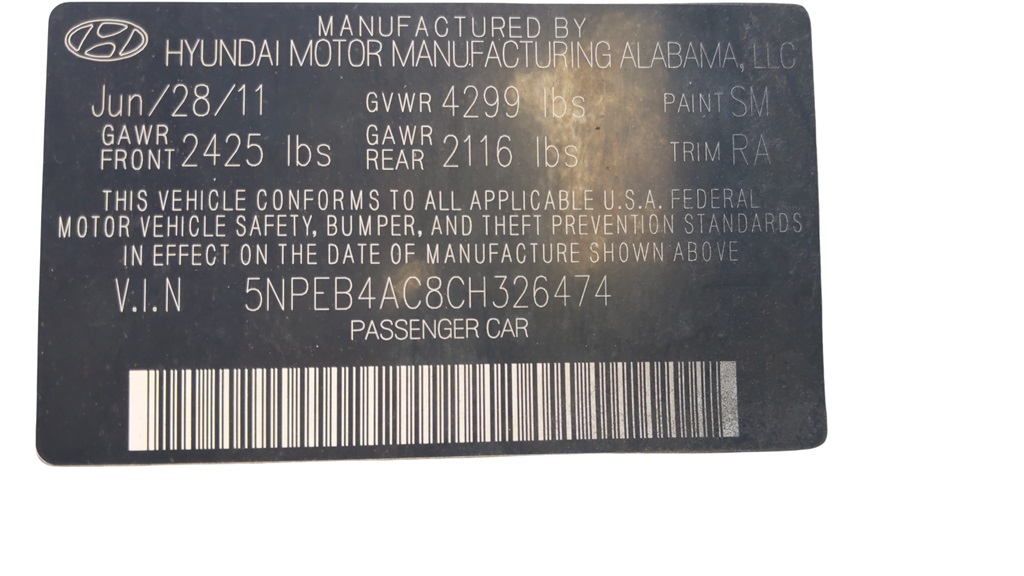 MANUFACTURED BY
HYUNDAI MOTOR MANUFACTURING ALABAMA, LLC
Jun/28/11 GVWR 4299 lbs PAINT SM
GAWR FRONT 2425 lbs GAWR REAR 2116 lbs TRIM RA
THIS VEHICLE CONFORMS TO ALL APPLICABLE U.S.A. FEDERAL
MOTOR VEHICLE SAFETY, BUMPER, AND THEFT PREVENTION STANDARDS
IN EFFECT ON THE DATE OF MANUFACTURE SHOWN ABOVE
V.I.N 5NPEB4AC8CH326474
PASSENGER CAR